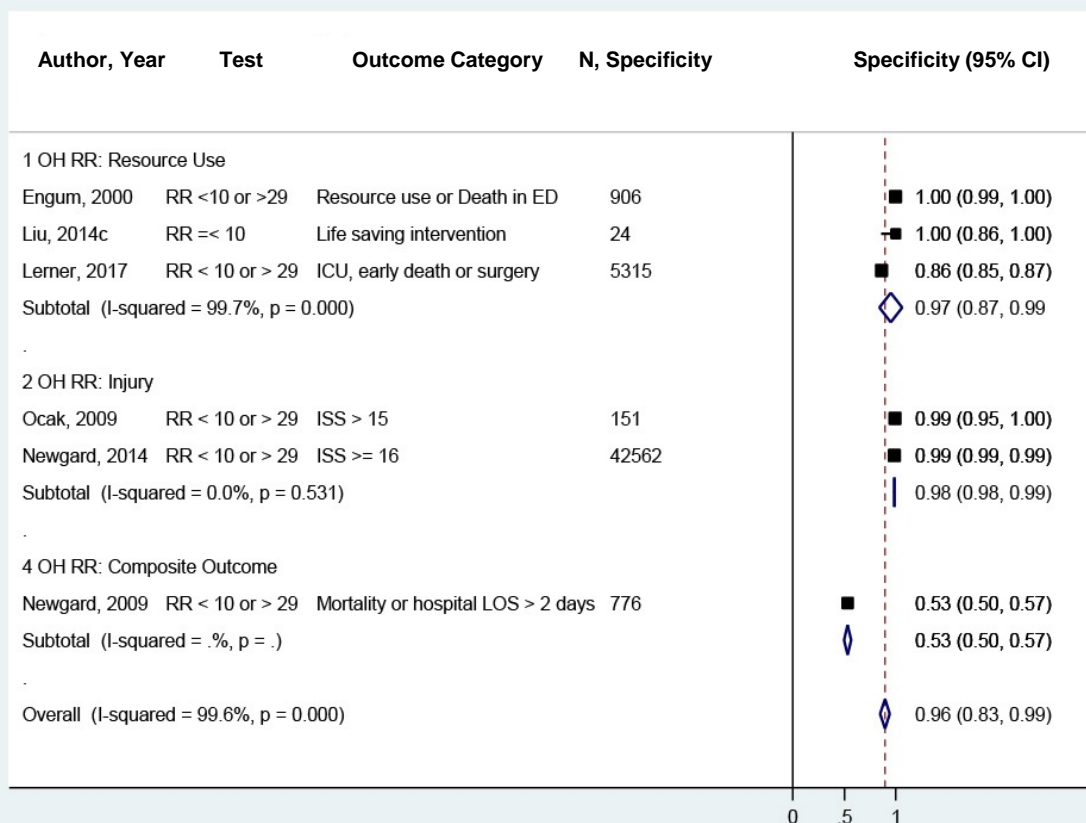 Author, Year Test Outcome Category N, Specificity Specificity (95% CI)
1 OH RR: Resource Use
Engum, 2000 RR <10 or >29 Resource use or Death in ED 906 1.00 (0.99, 1.00)
Liu, 2014c RR =< 10 Life saving intervention 24 1.00 (0.86, 1.00)
Lerner, 2017 RR < 10 or > 29 ICU, early death or surgery 5315 0.86 (0.85, 0.87)
Subtotal (I-squared = 99.7%, p = 0.000) 0.97 (0.87, 0.99
.
2 OH RR: Injury
Ocak, 2009 RR < 10 or > 29 ISS > 15 151 0.99 (0.95, 1.00)
Newgard, 2014 RR < 10 or > 29 ISS >= 16 42562 0.99 (0.99, 0.99)
Subtotal (I-squared = 0.0%, p = 0.531) 0.98 (0.98, 0.99)
.
4 OH RR: Composite Outcome
Newgard, 2009 RR < 10 or > 29 Mortality or hospital LOS > 2 days 776 0.53 (0.50, 0.57)
Subtotal (I-squared = .%, p = .) 0.53 (0.50, 0.57)
.
Overall (I-squared = 99.6%, p = 0.000) 0.96 (0.83, 0.99)
0 .5 1